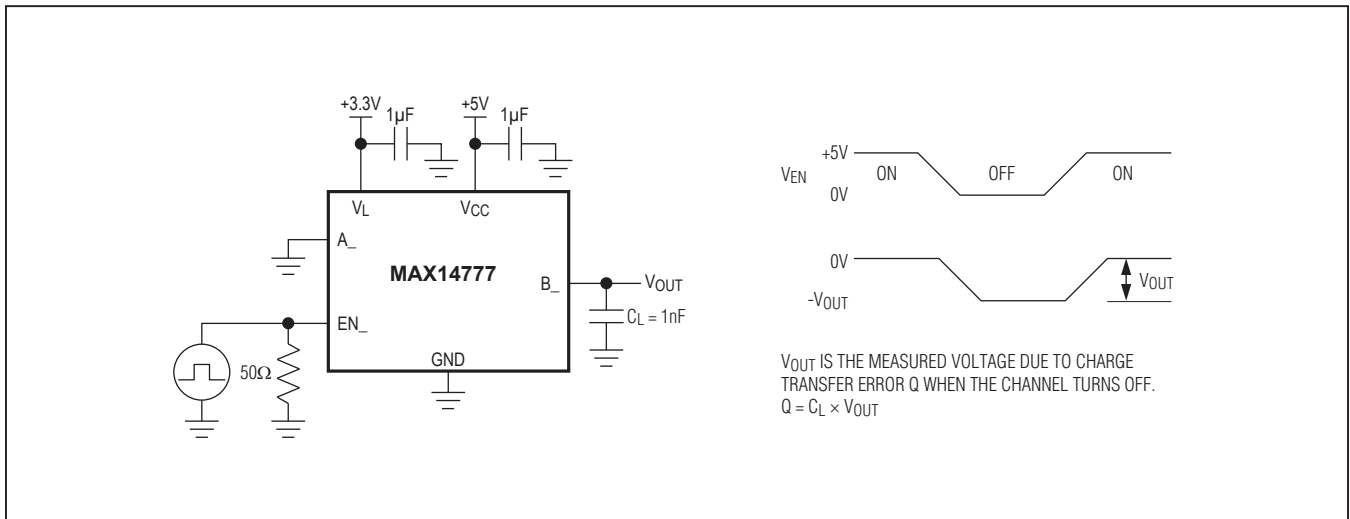 +3.3V
1µF
+5V
1µF
VL
VCC
A_
MAX14777
B_
VOUT
CL = 1nF
EN_
50Ω
GND
VEN
+5V
0V
ON
OFF
ON
0V
-VOUT
VOUT
VOUT IS THE MEASURED VOLTAGE DUE TO CHARGE
TRANSFER ERROR Q WHEN THE CHANNEL TURNS OFF.
Q = CL × VOUT